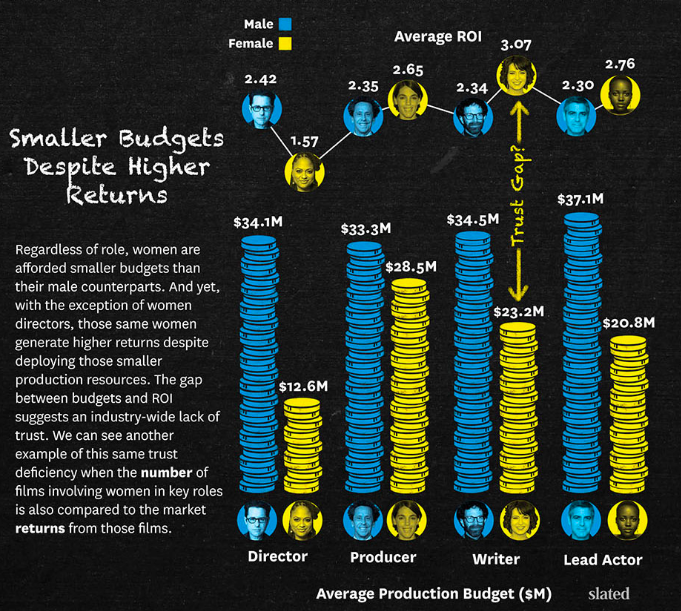 Male
Female
Average ROI
2.42
1.57
2.35
2.65
2.34
3.07
2.30
2.76
Smaller Budgets
Despite Higher
Returns
Regardless of role, women are
afforded smaller budgets than
their male counterparts. And yet,
with the exception of women
directors, those same women
generate higher returns despite
deploying those smaller
production resources. The gap
between budgets and ROI
suggests an industry-wide lack of
trust. We can see another
example of this same trust
deficiency when the number of
films involving women in key roles
is also compared to the market
returns from those films.
Trust Gap?
$34.1M
$12.6M
$33.3M
$28.5M
$34.5M
$23.2M
$37.1M
$20.8M
Director
Producer
Writer
Lead Actor
Average Production Budget ($M)
slated